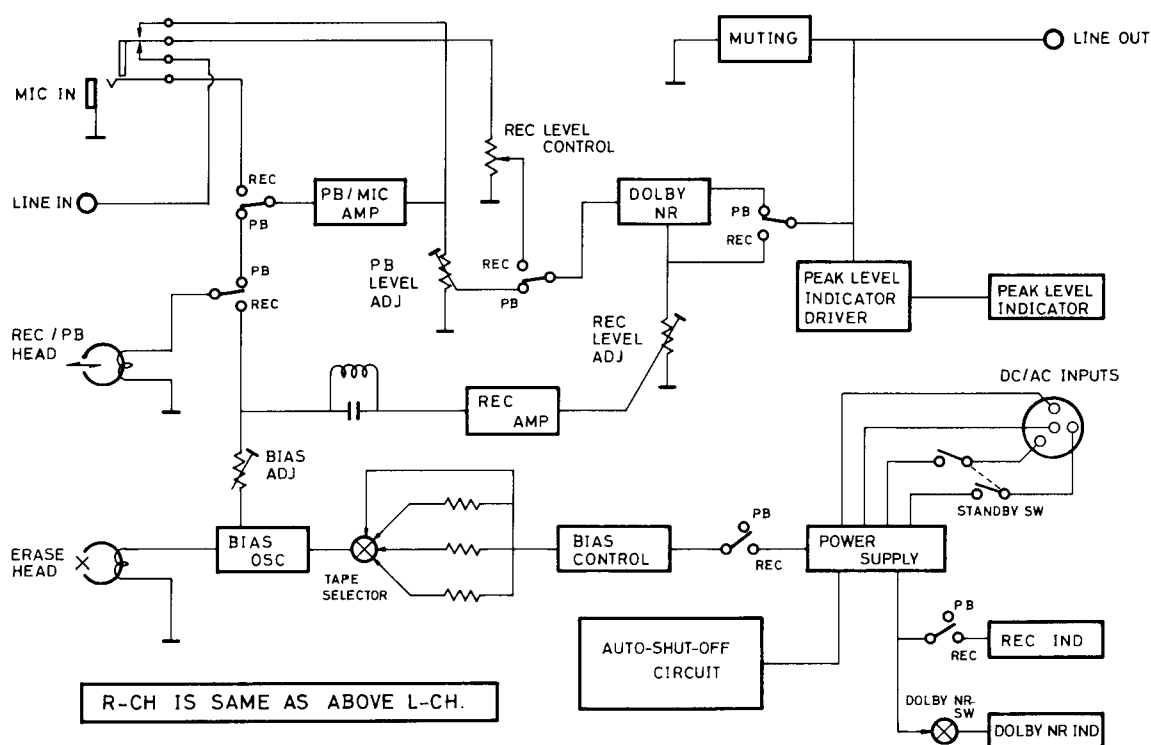 MUTING
LINE OUT
MIC IN
REC LEVEL
CONTROL
LINE IN
REC
PB
PB/MIC
AMP
DOLBY
NR
PB
REC
PB
REC
PB
LEVEL
ADJ
REC
PB
REC
LEVEL
ADJ
PEAK LEVEL
INDICATOR
DRIVER
PEAK LEVEL
INDICATOR
REC / PB
HEAD
REC
AMP
DC/AC INPUTS
BIAS
ADJ
STANDBY SW
ERASE
HEAD
BIAS
OSC
TAPE
SELECTOR
BIAS
CONTROL
PB
REC
POWER
SUPPLY
AUTO-SHUT-OFF
CIRCUIT
PB
REC
REC IND
R-CH IS SAME AS ABOVE L-CH.
DOLBY NR-
SW
DOLBY NR IND